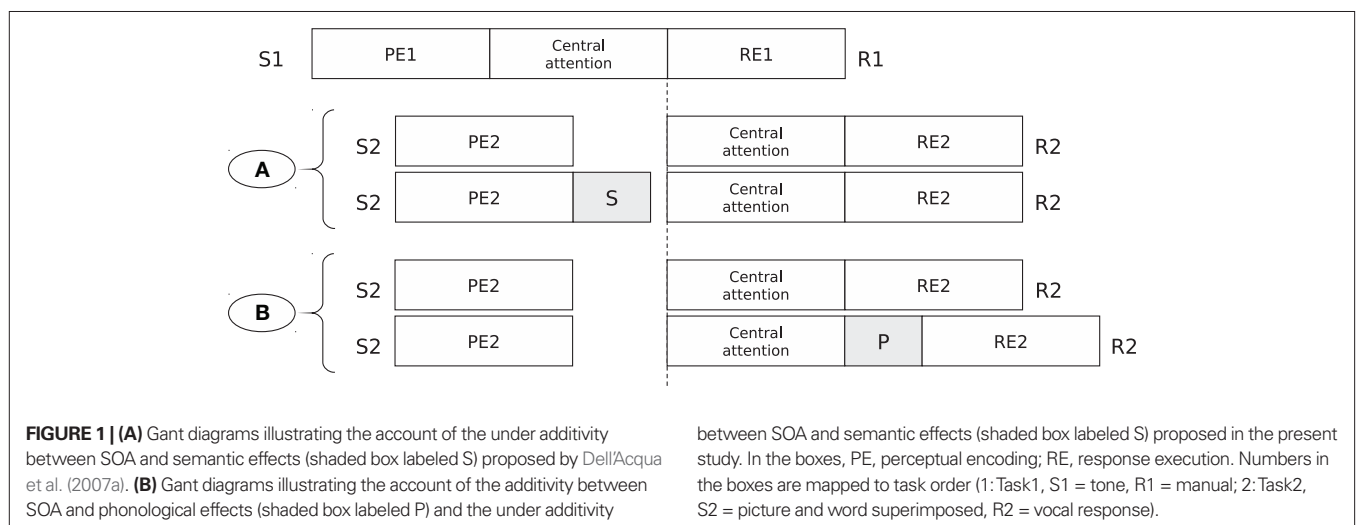 S1 PE1 Central attention RE1 R1
A
S2 PE2 Central attention RE2 R2
S2 PE2 S Central attention RE2 R2
B
S2 PE2 Central attention RE2 R2
S2 PE2 Central attention P RE2 R2
FIGURE 1 | (A) Gant diagrams illustrating the account of the under additivity
between SOA and semantic effects (shaded box labeled S) proposed by Dell'Acqua
et al. (2007a). (B) Gant diagrams illustrating the account of the additivity between
SOA and phonological effects (shaded box labeled P) and the under additivity
between SOA and semantic effects (shaded box labeled S) proposed in the present
study. In the boxes, PE, perceptual encoding; RE, response execution. Numbers in
the boxes are mapped to task order (1: Task1, S1 = tone, R1 = manual; 2: Task2,
S2 = picture and word superimposed, R2 = vocal response).